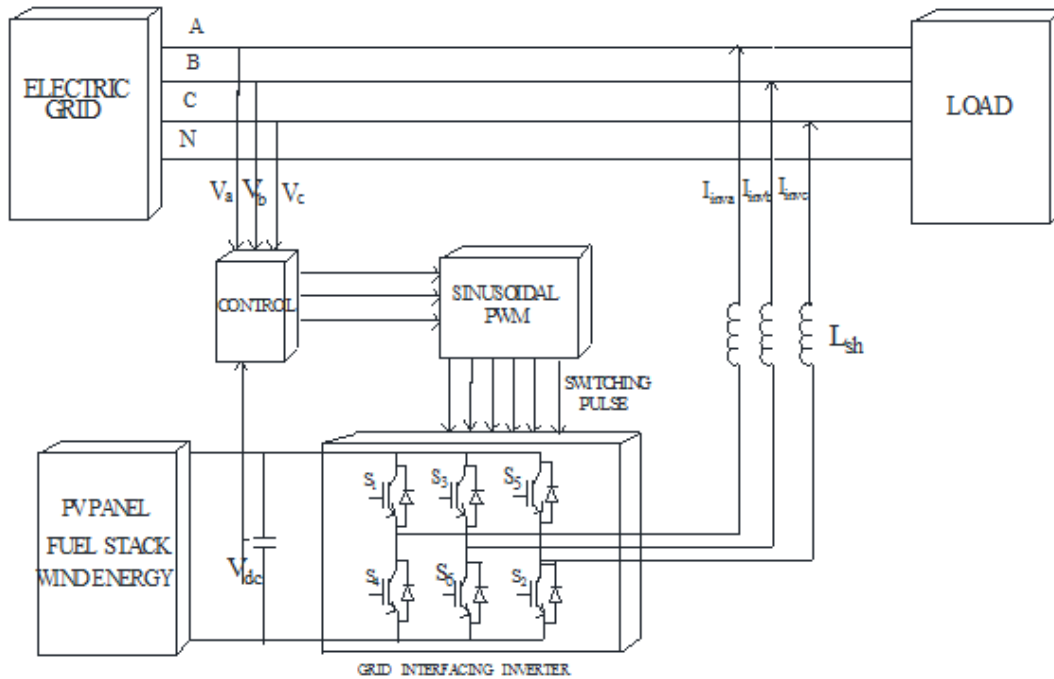 A
B
C
N
ELECTRIC
GRID
LOAD
Va
Vb
Vc
Iinva
Iinvb
Iinvc
CONTROL
SINUSOIDAL
PWM
Lsh
SWITCHING
PULSE
PV PANEL
FUEL STACK
WIND ENERGY
Vdc
S1
S3
S5
S4
S6
S2
GRID INTERFACING INVERTER